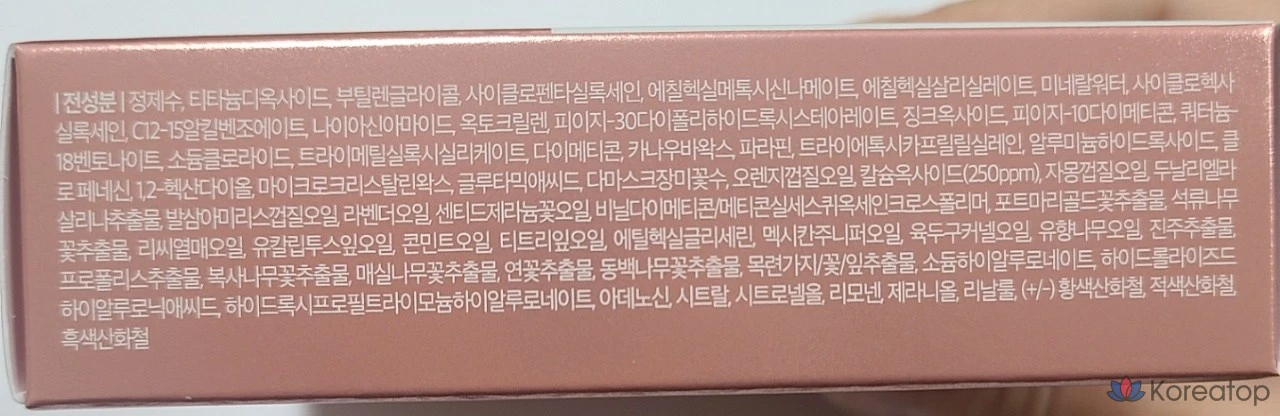 | 전성분 | 정제수, 티타늄디옥사이드, 부틸렌글라이콜, 사이클로펜타실록세인, 에칠헥실메톡시신나메이트, 에칠헥실살리실레이트, 미네랄워터, 사이클로헥사
실록세인, C12-15알킬벤조에이트, 나이아신아마이드, 옥토크릴렌, 피이지-30다이폴리하이드록시스테아레이트, 징크옥사이드, 피이지-10다이메티콘, 쿼터늄-
18벤토나이트, 소듐클로라이드, 트라이메틸실록시실리케이트, 다이메티콘, 카나우바왁스, 파라핀, 트라이에톡시카프릴릴실레인, 알루미늄하이드록사이드, 클
로페네신, 1,2-헥산다이올, 마이크로크리스탈린왁스, 글루타믹애씨드, 다마스크장미꽃수, 오렌지껍질오일, 칼슘옥사이드(250ppm), 자몽껍질오일, 두날리엘라
살리나추출물, 발삼아미리스껍질오일, 라벤더오일, 센티드제라늄꽃오일, 비닐다이메티콘/메티콘실세스퀴옥세인크로스폴리머, 포트마리골드꽃추출물, 석류나무
꽃추출물, 리씨열매오일, 유칼립투스잎오일, 콘민트오일, 티트리잎오일, 에틸헥실글리세린, 멕시칸주니퍼오일, 육두구커넬오일, 유향나무오일, 진주추출물,
프로폴리스추출물, 복사나무꽃추출물, 매실나무꽃추출물, 연꽃추출물, 동백나무꽃추출물, 목련가지/꽃/잎추출물, 소듐하이알루로네이트, 하이드롤라이즈드
하이알루로닉애씨드, 하이드록시프로필트라이모늄하이알루로네이트, 아데노신, 시트랄, 시트로넬올, 리모넨, 제라니올, 리날룰, (+/-) 황색산화철, 적색산화철,
흑색산화철
Koreatop